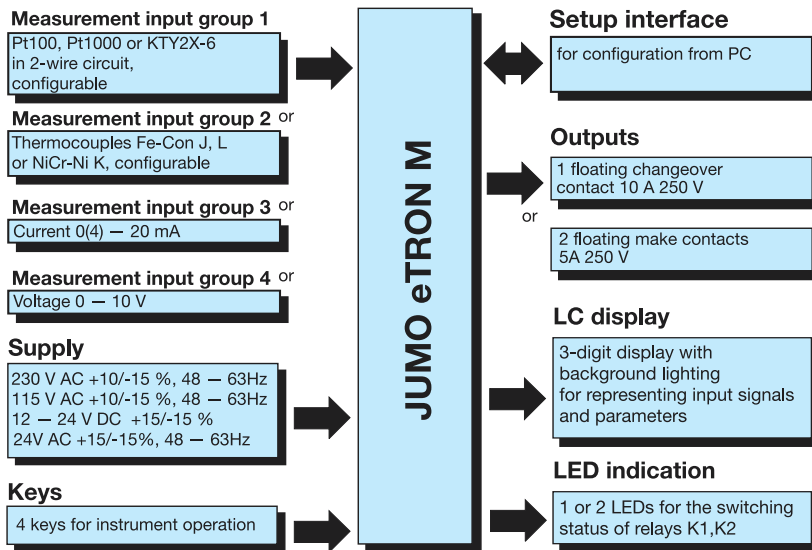 Measurement input group 1
Pt100, Pt1000 or KTY2X-6
in 2-wire circuit,
configurable
Measurement input group 2 or
Thermocouples Fe-Con J, L
or NiCr-Ni K, configurable
Measurement input group 3 or
Current 0(4) — 20 mA
Measurement input group 4 or
Voltage 0 — 10 V
Supply
230 V AC +10/-15 %, 48 — 63Hz
115 V AC +10/-15 %, 48 — 63Hz
12 — 24 V DC +15/-15 %
24V AC +15/-15%, 48 — 63Hz
Keys
4 keys for instrument operation
JUMO eTRON M
Setup interface
for configuration from PC
Outputs
1 floating changeover
contact 10 A 250 V
or
2 floating make contacts
5A 250 V
LC display
3-digit display with
background lighting
for representing input signals
and parameters
LED indication
1 or 2 LEDs for the switching
status of relays K1,K2